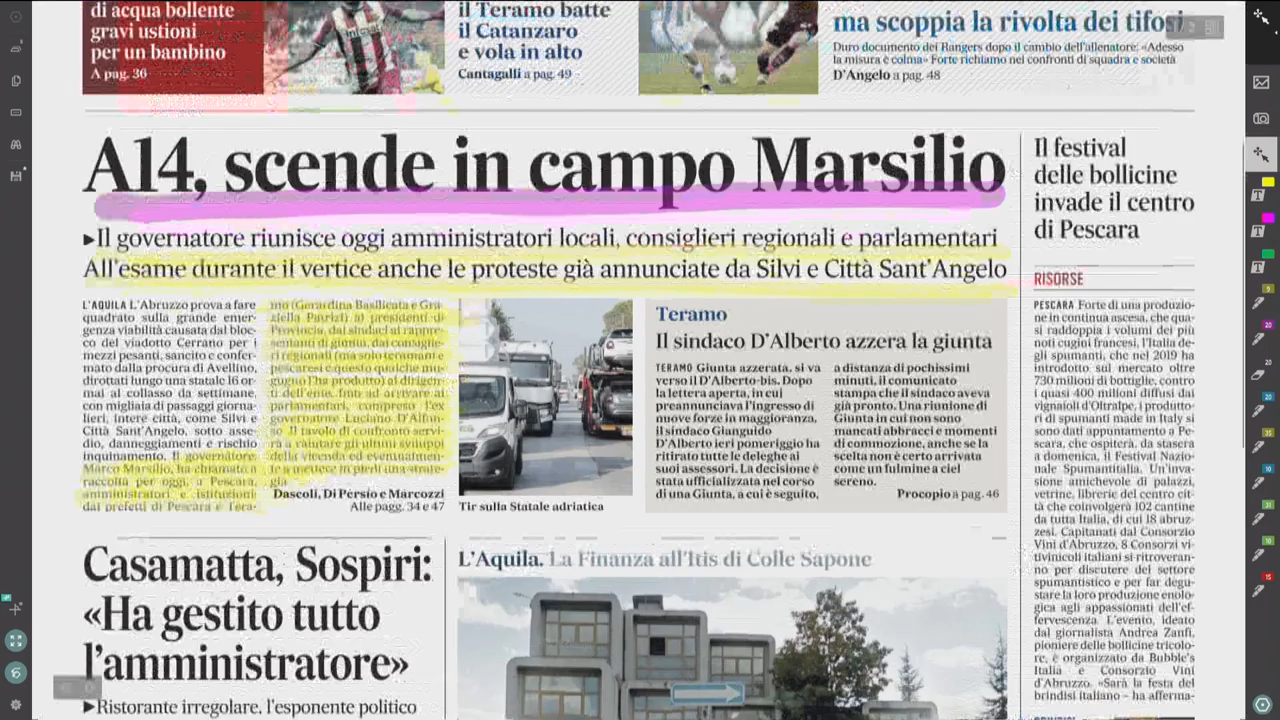 di acqua bollente
gravi ustioni
per un bambino
A pag. 36
il Teramo batte
il Catanzaro
e vola in alto
Cantagalli a pag. 49
ma scoppia la rivolta dei tifosi
Duro documento dei Rangers dopo il cambio dell'allenatore: «Adesso
la misura è colma» Forte richiamo nei confronti di squadra e società
D'Angelo a pag. 48
A14, scende in campo Marsilio
▸Il governatore riunisce oggi amministratori locali, consiglieri regionali e parlamentari
All'esame durante il vertice anche le proteste già annunciate da Silvi e Città Sant'Angelo
L'AQUILA L'Abruzzo prova a fare
quadrato sulla grande emer-
genza viabilità causata dal bloc-
co del viadotto Cerrano per i
mezzi pesanti, sancito e confer-
mato dalla procura di Avellino,
dirottati lungo una statale 16 or-
mai al collasso da settimane,
con migliaia di passaggi giorna-
lieri. Intere città, come Silvi e
Città Sant'Angelo, sotto asse-
dio, danneggiamenti e rischio
inquinamento. Il governatore
Marco Marsilio, ha chiamato a
raccolta per oggi, a Pescara,
amministratori e istituzioni
dai prefetti di Pescara e Tera-
mo (Gerardina Basilicata e Gra-
ziella Patrizi) ai presidenti di
Provincia, dai sindaci ai rappre-
sentanti di giunta, dai consiglie-
ri regionali (ma solo teramani e
pescaresi e questo qualche mu-
gugno l'ha prodotto) ai dirigen-
ti dell'ente, fino ad arrivare ai
parlamentari, compreso l'ex
governatore Luciano D'Alfon-
so. Il tavolo di confronto servi-
rà a valutare gli ultimi sviluppi
della vicenda ed eventualmen-
te a mettere in piedi una strate-
gia
Dascoli, Di Persio e Marcozzi
Alle pagg. 34 e 47
Tir sulla Statale adriatica
Teramo
Il sindaco D'Alberto azzera la giunta
TERAMO Giunta azzerata, si va
verso il D'Alberto-bis. Dopo
la lettera aperta, in cui
preannunciava l'ingresso di
nuove forze in maggioranza,
il sindaco Gianguido
D'Alberto ieri pomeriggio ha
ritirato tutte le deleghe ai
suoi assessori. La decisione è
stata ufficializzata nel corso
di una Giunta, a cui è seguito,
a distanza di pochissimi
minuti, il comunicato
stampa che il sindaco aveva
già pronto. Una riunione di
Giunta in cui non sono
mancati abbracci e momenti
di commozione, anche se la
scelta non è certo arrivata
come un fulmine a ciel
sereno.
Procopio a pag. 46
Il festival
delle bollicine
invade il centro
di Pescara
RISORSE
PESCARA Forte di una produzio-
ne in continua ascesa, che qua-
si raddoppia i volumi dei più
noti cugini francesi, l'Italia de-
gli spumanti, che nel 2019 ha
introdotto sul mercato oltre
730 milioni di bottiglie, contro
i quasi 400 milioni diffusi dai
vignaioli d'Oltralpe, i produtto-
ri di spumanti made in Italy si
sono dati appuntamento a Pe-
scara, che ospiterà, da stasera
a domenica, il Festival Nazio-
nale Spumantitalia. Un'inva-
sione amichevole di palazzi,
vetrine, librerie del centro cit-
tà che coinvolgerà 102 cantine
da tutta Italia, di cui 18 abruz-
zesi. Capitanati dal Consorzio
Vini d'Abruzzo, 8 Consorzi vi-
tivinicoli italiani si ritroveran-
no per discutere del settore
spumantistico e per far degu-
stare la loro produzione enolo-
gica agli appassionati dell'ef-
fervescenza. L'evento, ideato
dal giornalista Andrea Zanfi,
pioniere delle bollicine tricolo-
re, è organizzato da Bubble's
Italia e Consorzio Vini
d'Abruzzo. «Sarà la festa del
brindisi italiano – ha afferma-
Casamatta, Sospiri:
«Ha gestito tutto
l'amministratore»
▸Ristorante irregolare, l'esponente politico
L'Aquila. La Finanza all'Itis di Colle Sapone